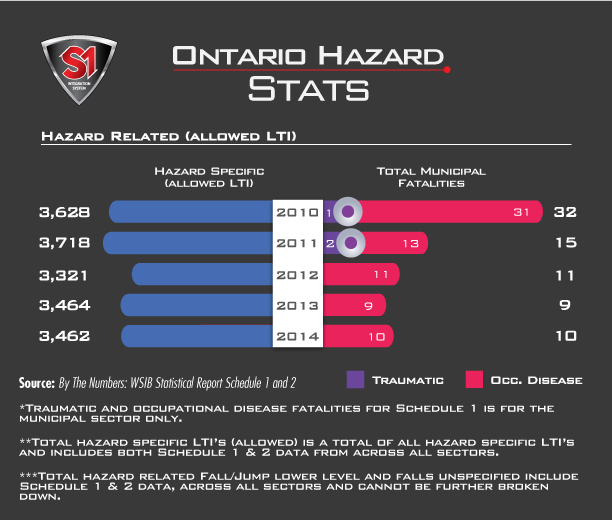 S1
INTEGRATION
SYSTEM
ONTARIO HAZARD
STATS
HAZARD RELATED (ALLOWED LTI)
HAZARD SPECIFIC
(ALLOWED LTI)
TOTAL MUNICIPAL
FATALITIES
3,628 2010 1 31 32
3,718 2011 2 13 15
3,321 2012 11 11
3,464 2013 9 9
3,462 2014 10 10
Source: By The Numbers: WSIB Statistical Report Schedule 1 and 2
TRAUMATIC OCC. DISEASE
*TRAUMATIC AND OCCUPATIONAL DISEASE FATALITIES FOR SCHEDULE 1 IS FOR THE
MUNICIPAL SECTOR ONLY.
**TOTAL HAZARD SPECIFIC LTI'S (ALLOWED) IS A TOTAL OF ALL HAZARD SPECIFIC LTI'S
AND INCLUDES BOTH SCHEDULE 1 & 2 DATA FROM ACROSS ALL SECTORS.
***TOTAL HAZARD RELATED FALL/JUMP LOWER LEVEL AND FALLS UNSPECIFIED INCLUDE
SCHEDULE 1 & 2 DATA, ACROSS ALL SECTORS AND CANNOT BE FURTHER BROKEN
DOWN.